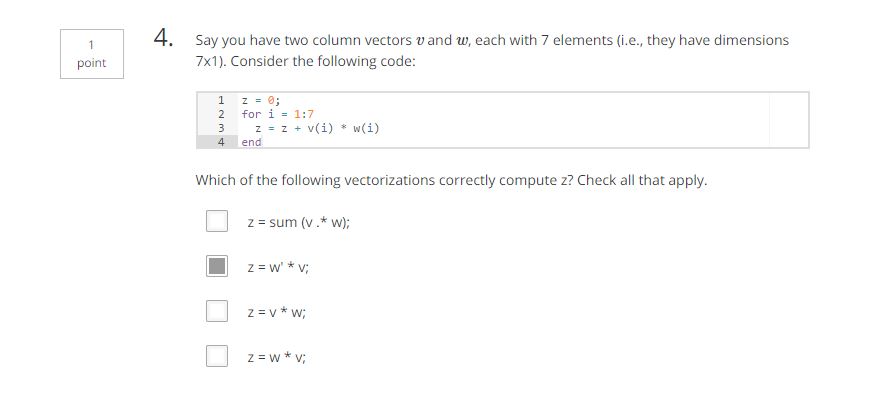 1
point
4.
Say you have two column vectors v and w, each with 7 elements (i.e., they have dimensions
7x1). Consider the following code:
1 z = 0;
2 for i = 1:7
3 z = z + v(i) * w(i)
4 end
Which of the following vectorizations correctly compute z? Check all that apply.
z = sum (v .* w);
z = w' * v;
z = v * w;
z = w * v;